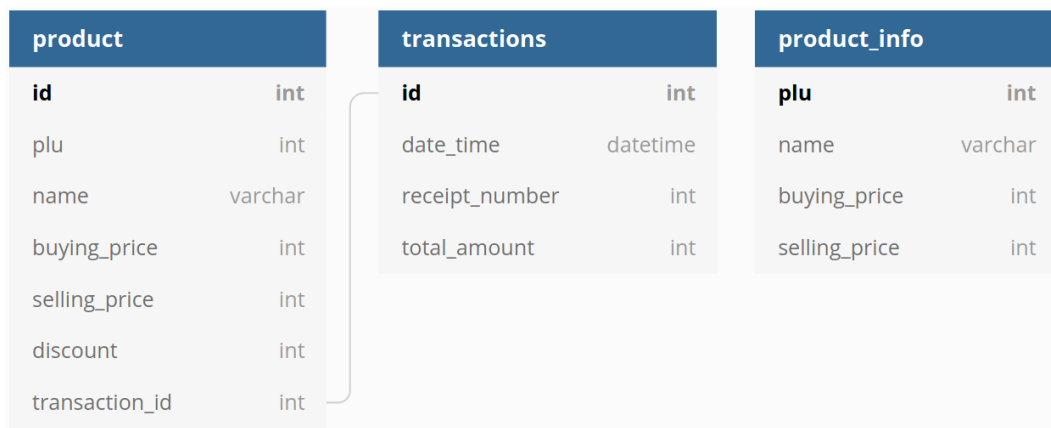 product
id int
plu int
name varchar
buying_price int
selling_price int
discount int
transaction_id int
transactions
id int
date_time datetime
receipt_number int
total_amount int
product_info
plu int
name varchar
buying_price int
selling_price int